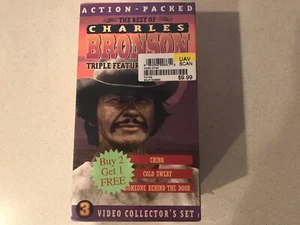 ACTION-PACKED
THE BEST OF
CHARLES
BRONSON
TRIPLE FEATUR
UAV
SCAN
$9.99
Buy 2
Get 1
FREE
CHINO
COLD SWEAT
SOMEONE BEHIND THE DOOR
3 VIDEO COLLECTOR'S SET